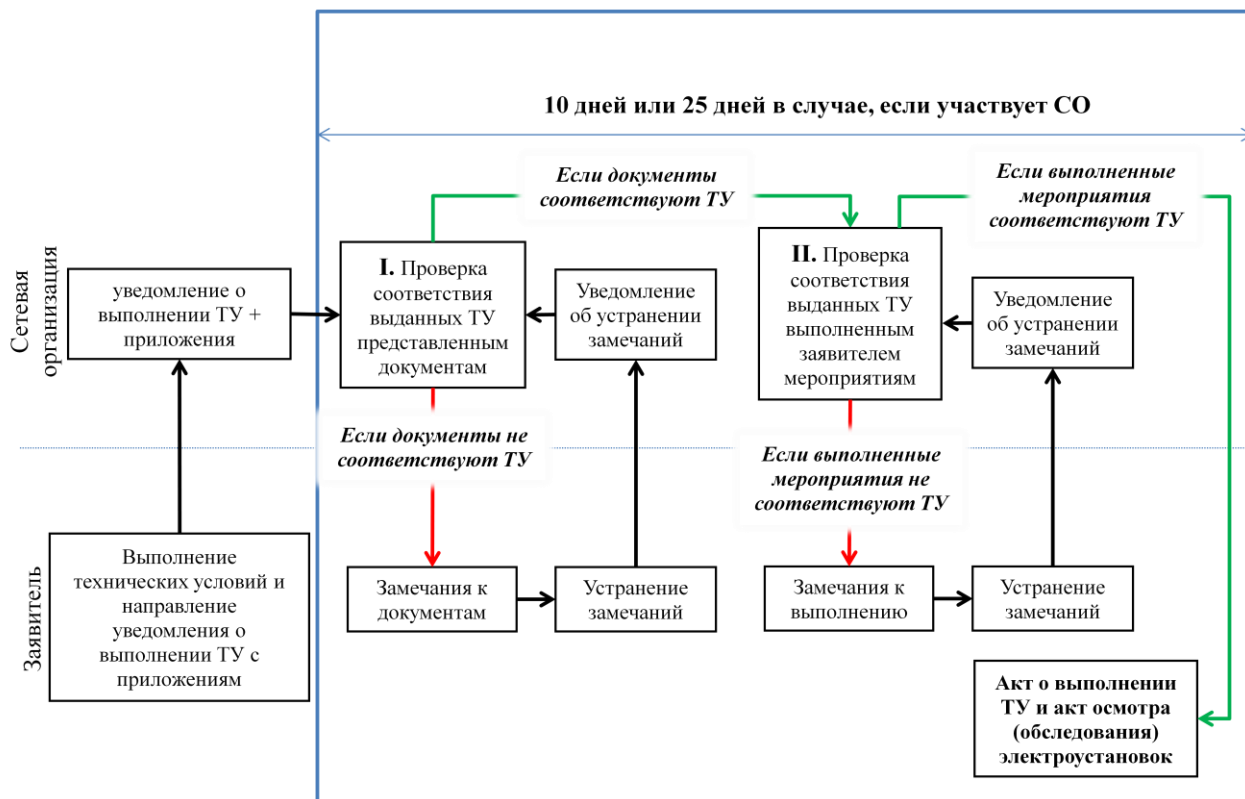 10 дней или 25 дней в случае, если участвует СО
Если документы
соответствуют ТУ
Если выполненные
мероприятия
соответствуют ТУ
Сетевая
организация
уведомление о
выполнении ТУ +
приложения
I. Проверка
соответствия
выданных ТУ
представленным
документам
Уведомление
об устранении
замечаний
II. Проверка
соответствия
выданных ТУ
выполненным
заявителем
мероприятиям
Уведомление
об устранении
замечаний
Если документы не
соответствуют ТУ
Если выполненные
мероприятия не
соответствуют ТУ
Заявитель
Выполнение
технических условий и
направление
уведомления о
выполнении ТУ с
приложениям
Замечания к
документам
Устранение
замечаний
Замечания к
выполнению
Устранение
замечаний
Акт о выполнении
ТУ и акт осмотра
(обследования)
электроустановок